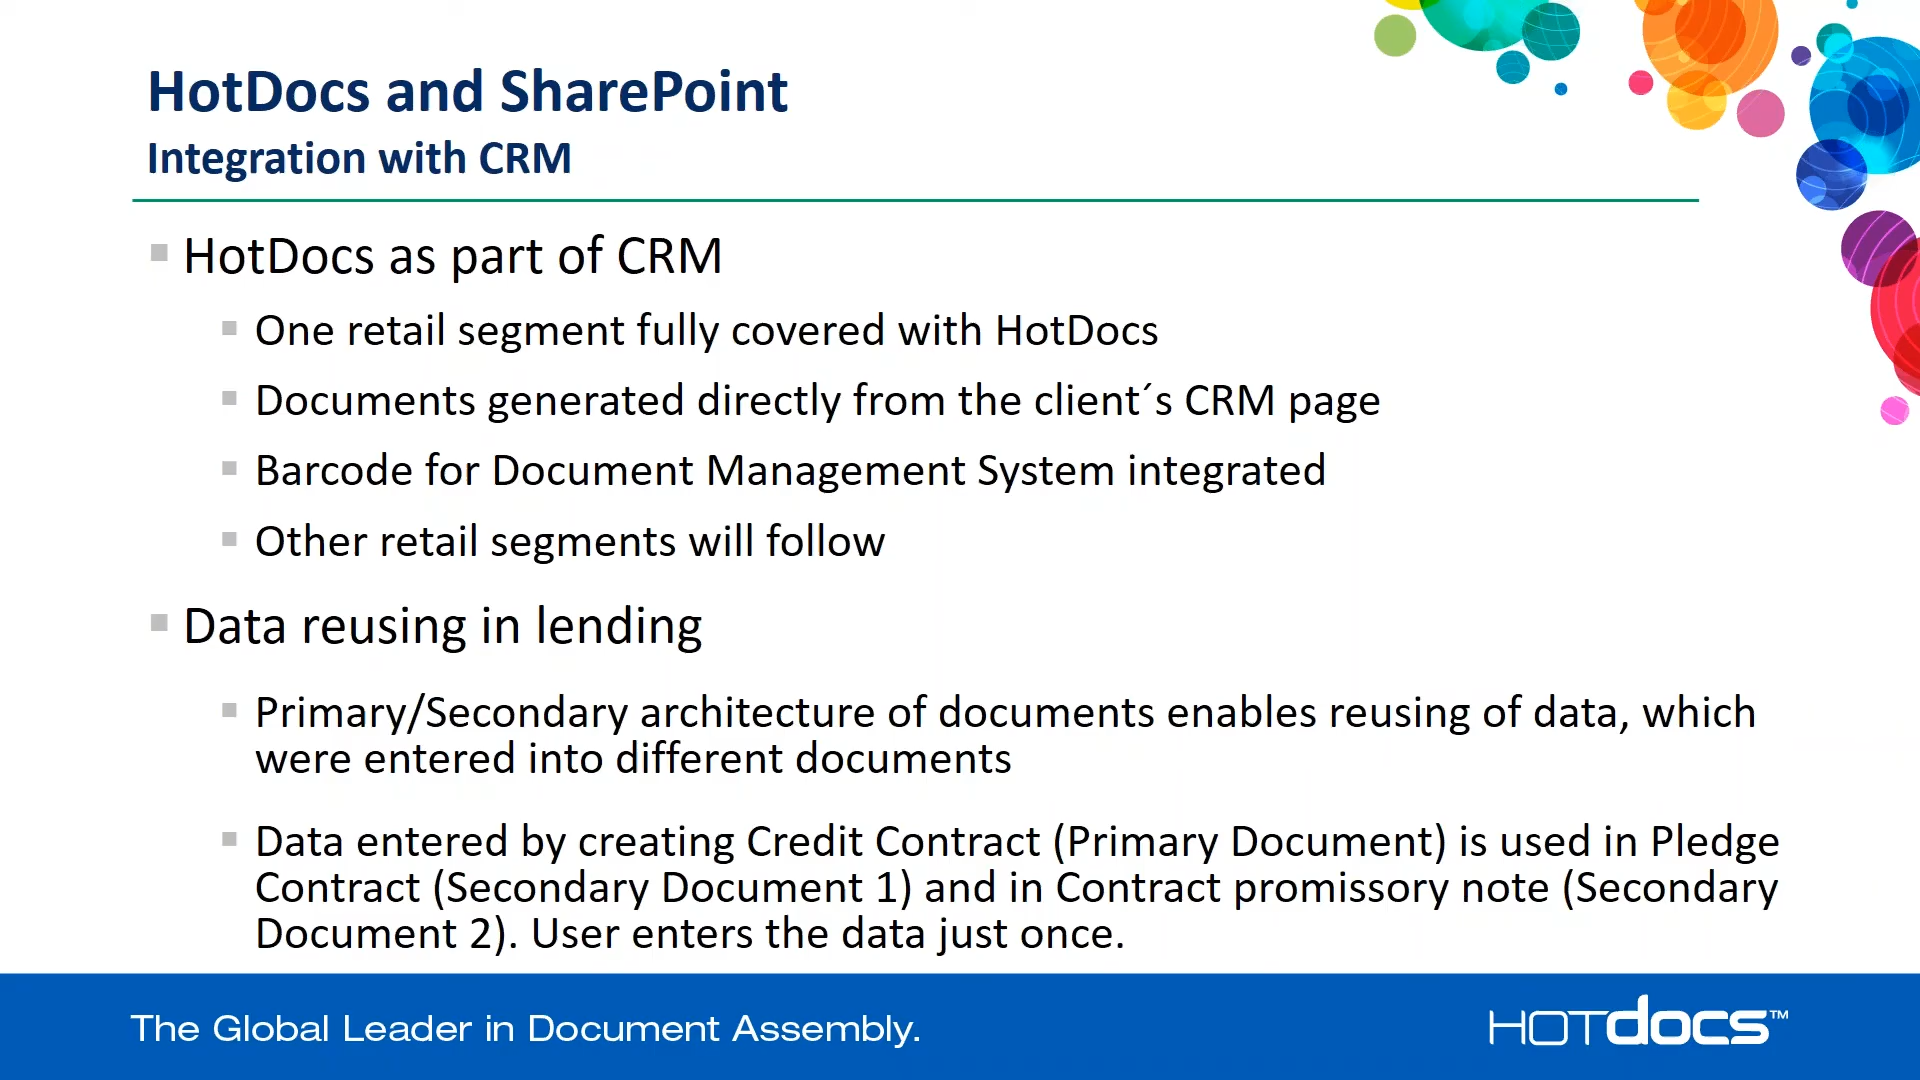 HotDocs and SharePoint
Integration with CRM
HotDocs as part of CRM
One retail segment fully covered with HotDocs
Documents generated directly from the client´s CRM page
Barcode for Document Management System integrated
Other retail segments will follow
Data reusing in lending
Primary/Secondary architecture of documents enables reusing of data, which
were entered into different documents
Data entered by creating Credit Contract (Primary Document) is used in Pledge
Contract (Secondary Document 1) and in Contract promissory note (Secondary
Document 2). User enters the data just once.
The Global Leader in Document Assembly.
HOTdocs™